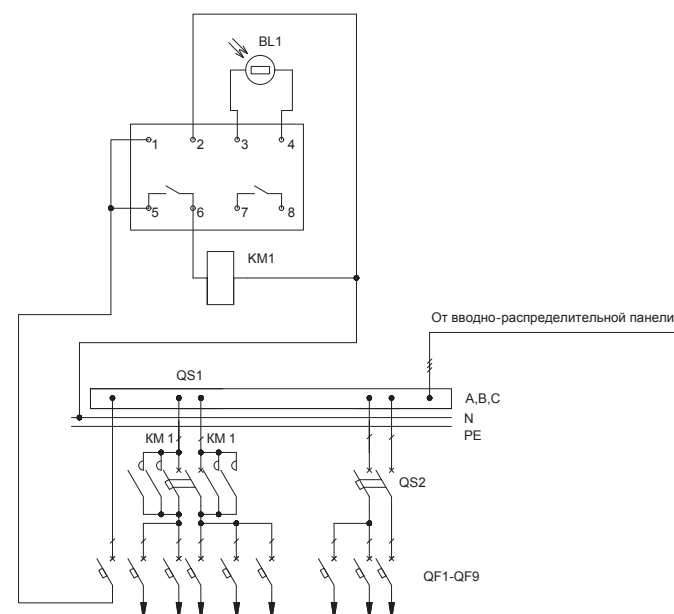 BL1
1 2 3 4
5 6 7 8
KM1
От вводно-распределительной панели
QS1
A,B,C
N
PE
KM 1 KM 1
QS2
QF1-QF9